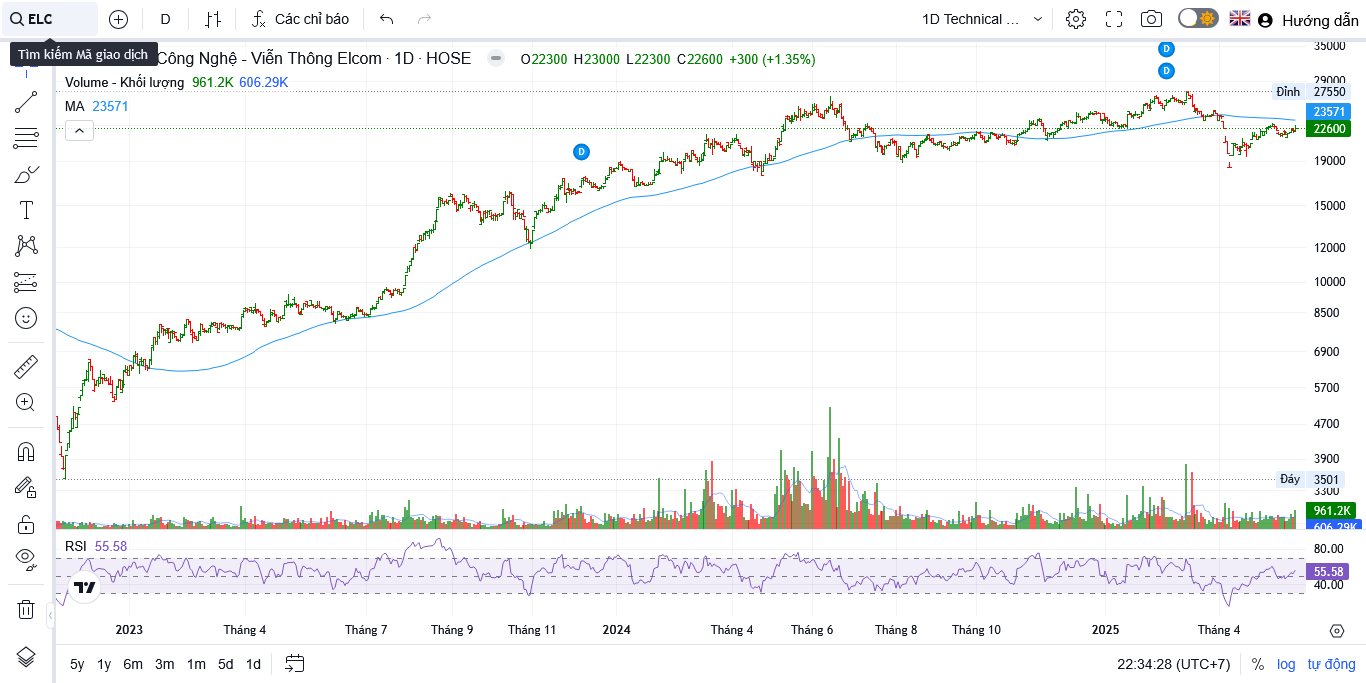 ELC D Các chỉ báo 1D Technical ... Hướng dẫn
Tìm kiếm Mã giao dịch
Công Nghệ - Viễn Thông Elcom · 1D · HOSE O22300 H23000 L22300 C22600 +300 (+1.35%)
Volume - Khối lượng 961.2K 606.29K
MA 23571
D
D
D
35000
29000
Đỉnh 27550
23571
22600
19000
15000
12000
10000
8500
6900
5700
4700
3900
Đáy 3501
3300
961.2K
606.29K
RSI 55.58
80.00
55.58
40.00
2023 Tháng 4 Tháng 7 Tháng 9 Tháng 11 2024 Tháng 4 Tháng 6 Tháng 8 Tháng 10 2025 Tháng 4
5y 1y 6m 3m 1m 5d 1d 22:34:28 (UTC+7) % log tự động